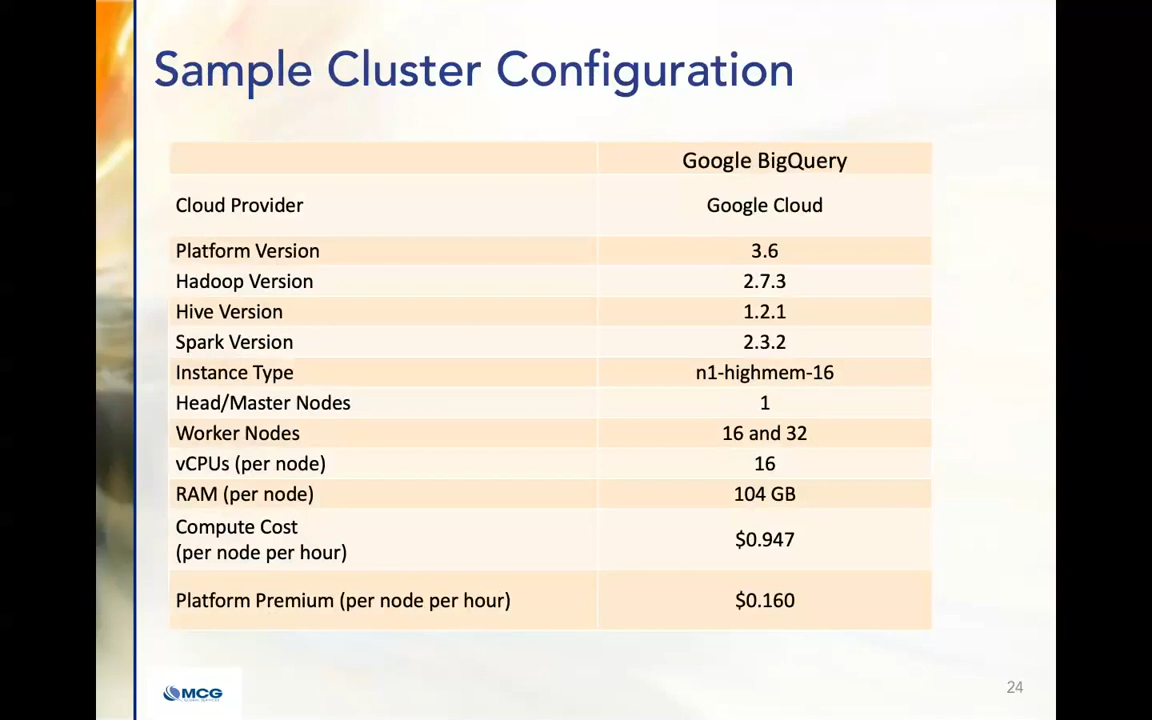 Sample Cluster Configuration
Google BigQuery
Cloud Provider Google Cloud
Platform Version 3.6
Hadoop Version 2.7.3
Hive Version 1.2.1
Spark Version 2.3.2
Instance Type n1-highmem-16
Head/Master Nodes 1
Worker Nodes 16 and 32
vCPUs (per node) 16
RAM (per node) 104 GB
Compute Cost
(per node per hour) $0.947
Platform Premium (per node per hour) $0.160
MCG
24